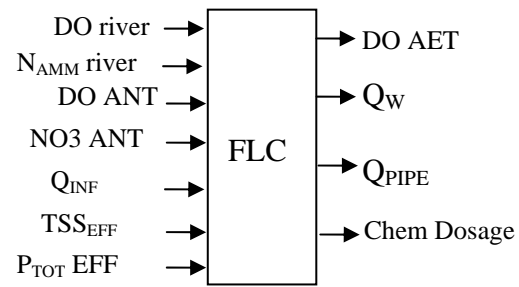 DO river
N_AMM river
DO ANT
NO3 ANT
Q_INF
TSS_EFF
P_TOT EFF
FLC
DO AET
Q_W
Q_PIPE
Chem Dosage